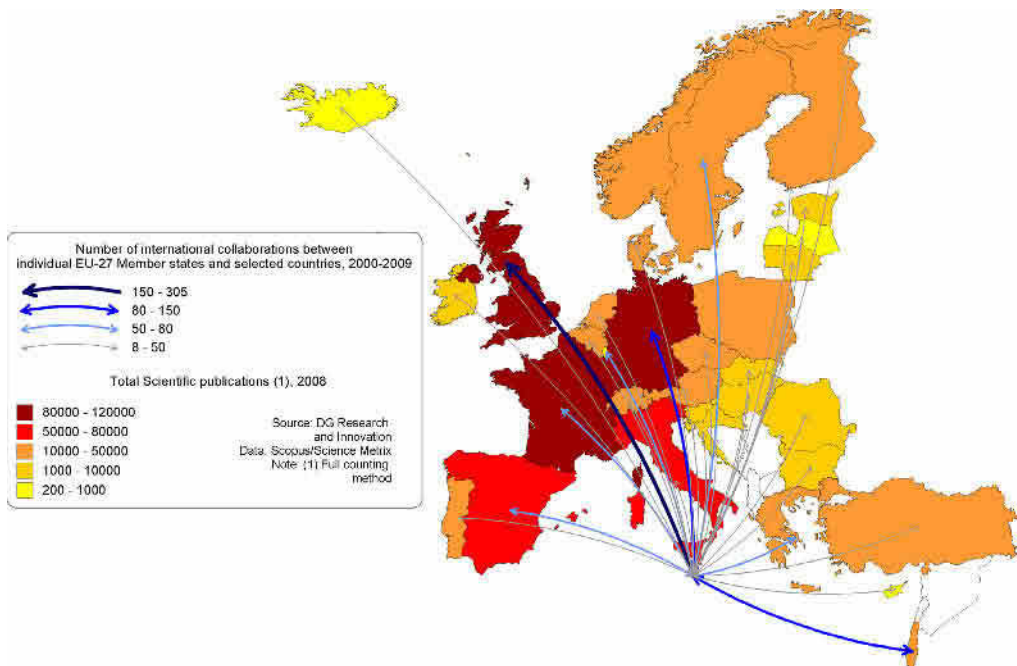 Number of international collaborations between
individual EU-27 Member states and selected countries, 2000-2009
150 - 305
80 - 150
50 - 80
8 - 50
Total Scientific publications (1), 2008
80000 - 120000
50000 - 80000
10000 - 50000
1000 - 10000
200 - 1000
Source: DG Research
and Innovation
Data: Scopus/Science Metrix
Note: (1) Full counting
method